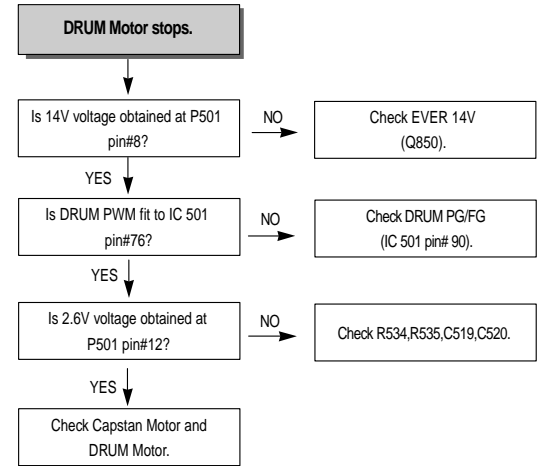 DRUM Motor stops.
Is 14V voltage obtained at P501
pin#8?
NO
Check EVER 14V
(Q850).
YES
Is DRUM PWM fit to IC 501
pin#76?
NO
Check DRUM PG/FG
(IC 501 pin# 90).
YES
Is 2.6V voltage obtained at
P501 pin#12?
NO
Check R534,R535,C519,C520.
YES
Check Capstan Motor and
DRUM Motor.